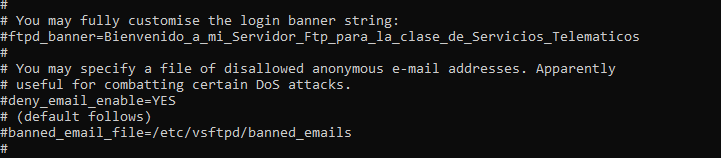 #
# You may fully customise the login banner string:
#ftpd_banner=Bienvenido_a_mi_Servidor_Ftp_para_la_clase_de_Servicios_Telematicos
#
# You may specify a file of disallowed anonymous e-mail addresses. Apparently
# useful for combatting certain DoS attacks.
#deny_email_enable=YES
# (default follows)
#banned_email_file=/etc/vsftpd/banned_emails
#